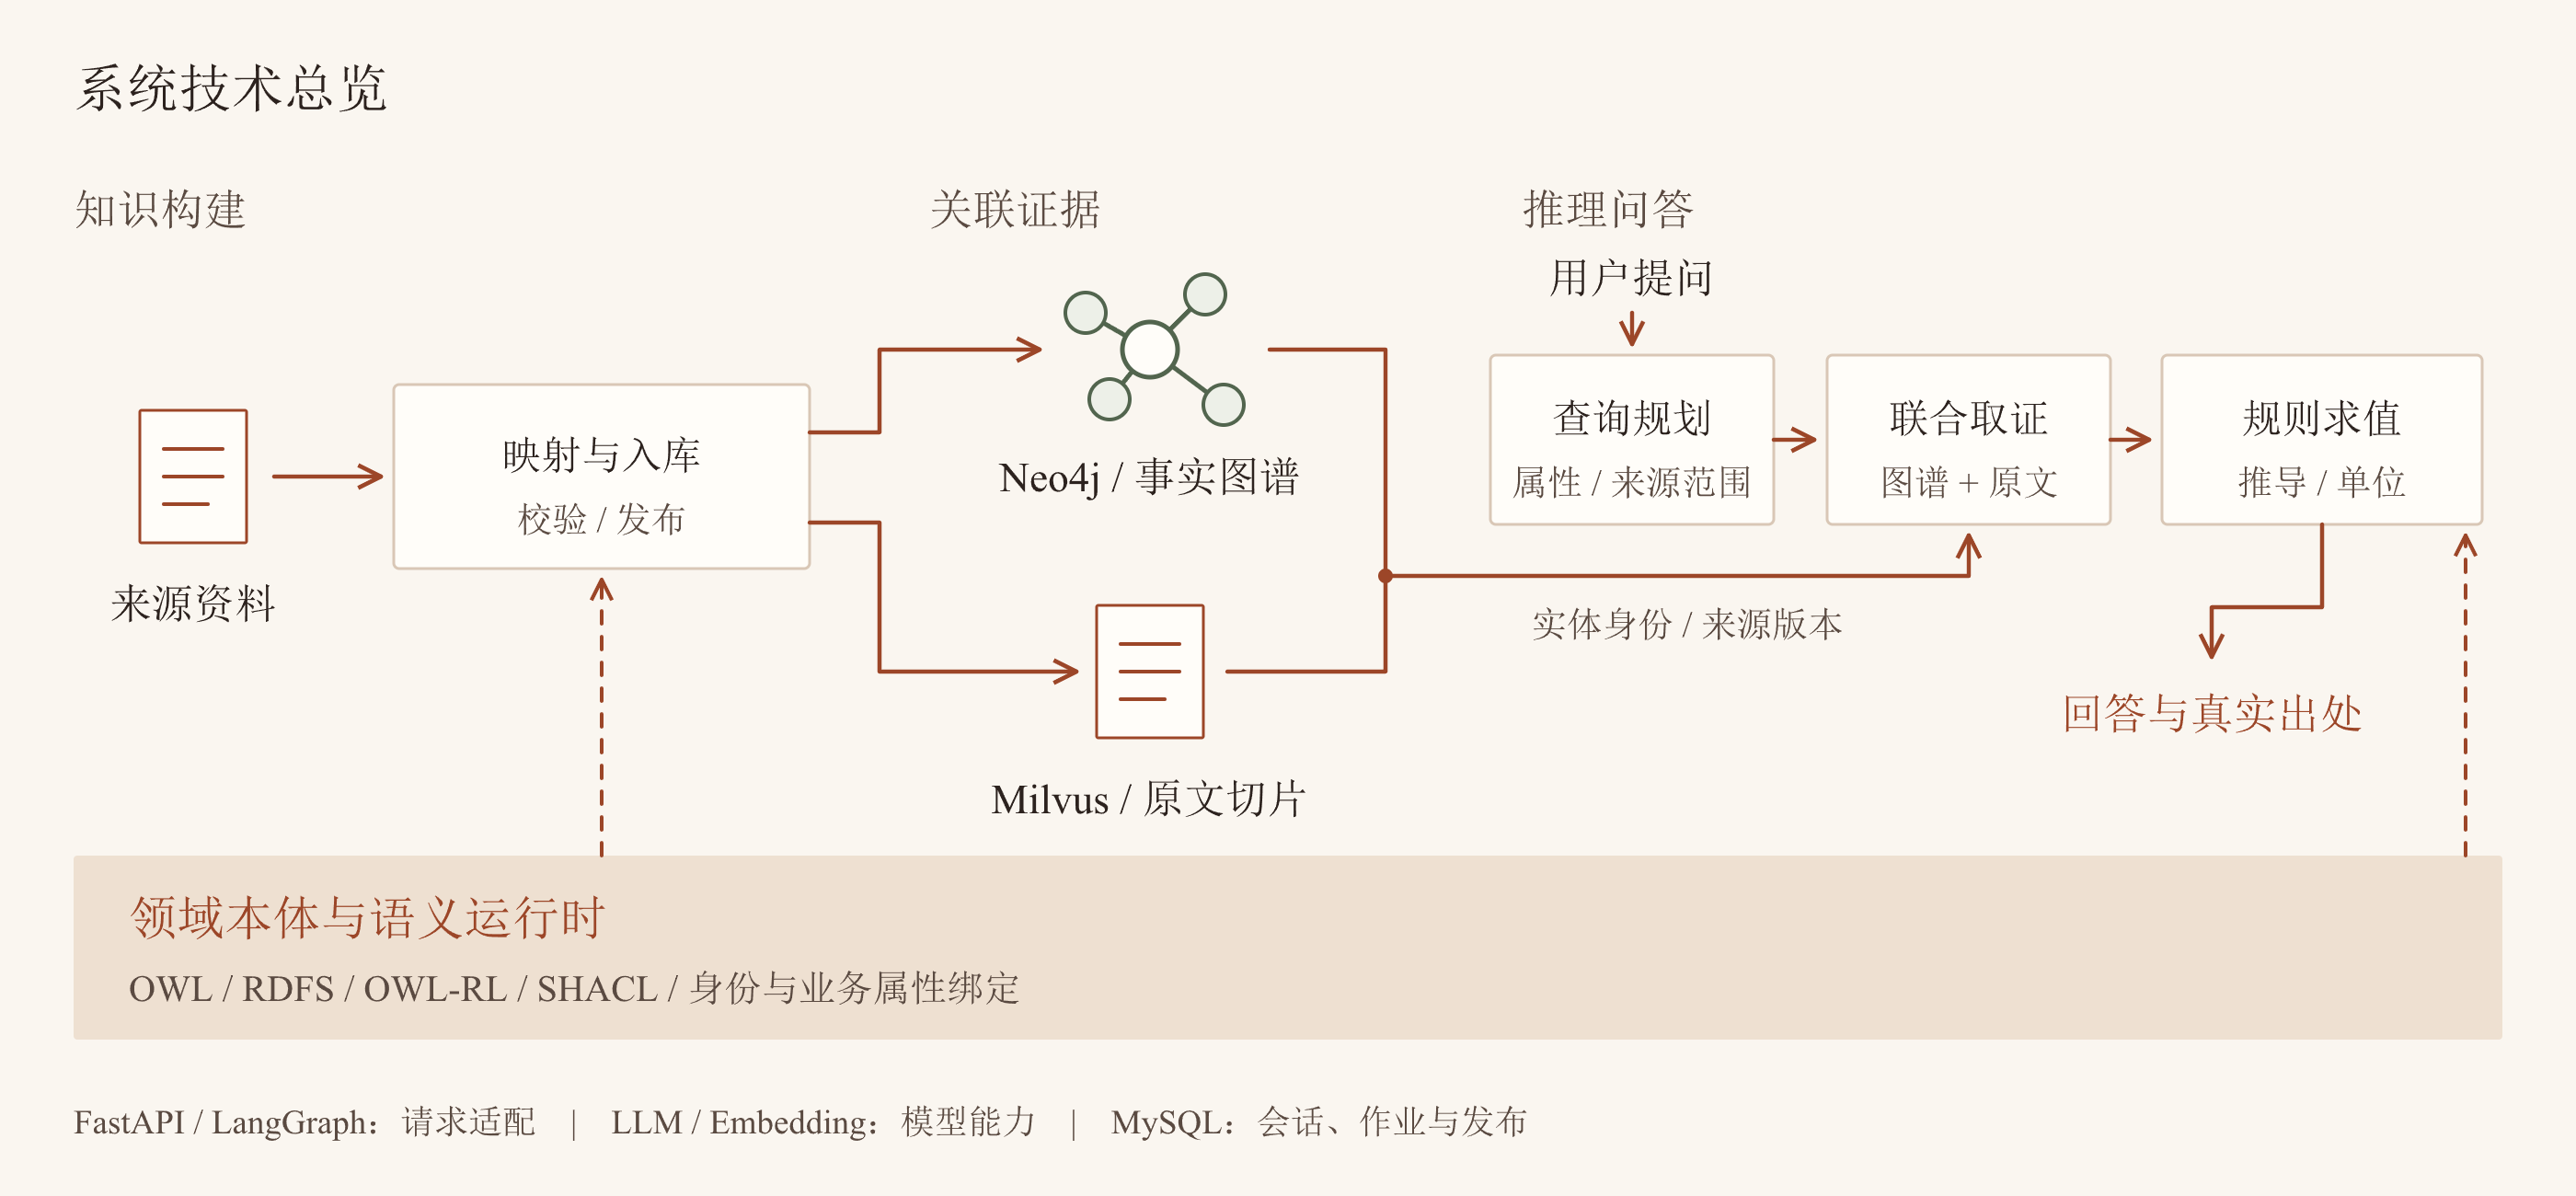 系统技术总览
知识构建
关联证据
推理问答
用户提问
来源资料
映射与入库
校验 / 发布
Neo4j / 事实图谱
Milvus / 原文切片
查询规划
属性 / 来源范围
联合取证
图谱 + 原文
规则求值
推导 / 单位
实体身份 / 来源版本
回答与真实出处
领域本体与语义运行时
OWL / RDFS / OWL-RL / SHACL / 身份与业务属性绑定
FastAPI / LangGraph：请求适配 | LLM / Embedding：模型能力 | MySQL：会话、作业与发布